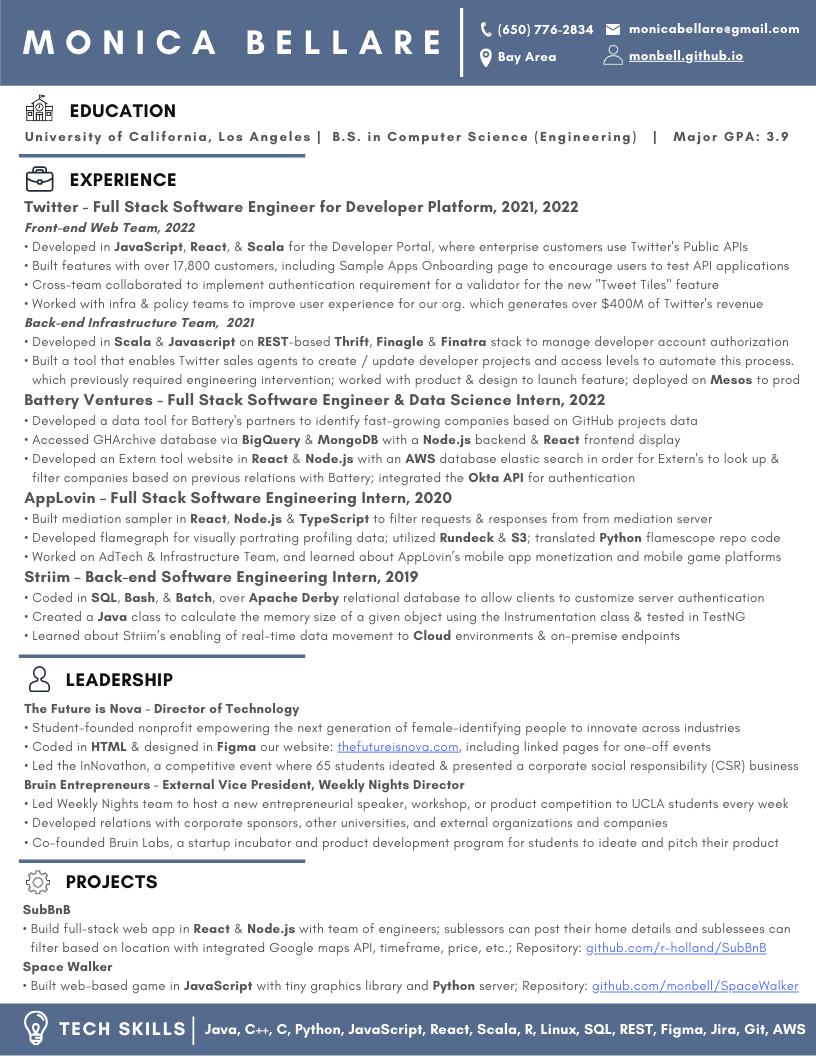 MONICA BELLARE
(650) 776-2834
monicabellare@gmail.com
Bay Area
monbell.github.io
EDUCATION
University of California, Los Angeles | B.S. in Computer Science (Engineering) | Major GPA: 3.9
EXPERIENCE
Twitter - Full Stack Software Engineer for Developer Platform, 2021, 2022
Front-end Web Team, 2022
• Developed in JavaScript, React, & Scala for the Developer Portal, where enterprise customers use Twitter's Public APIs
• Built features with over 17,800 customers, including Sample Apps Onboarding page to encourage users to test API applications
• Cross-team collaborated to implement authentication requirement for a validator for the new "Tweet Tiles" feature
• Worked with infra & policy teams to improve user experience for our org. which generates over $400M of Twitter's revenue
Back-end Infrastructure Team, 2021
• Developed in Scala & Javascript on REST-based Thrift, Finagle & Finatra stack to manage developer account authorization
• Built a tool that enables Twitter sales agents to create / update developer projects and access levels to automate this process.
which previously required engineering intervention; worked with product & design to launch feature; deployed on Mesos to prod
Battery Ventures - Full Stack Software Engineer & Data Science Intern, 2022
• Developed a data tool for Battery's partners to identify fast-growing companies based on GitHub projects data
• Accessed GHArchive database via BigQuery & MongoDB with a Node.js backend & React frontend display
• Developed an Extern tool website in React & Node.js with an AWS database elastic search in order for Extern's to look up &
filter companies based on previous relations with Battery; integrated the Okta API for authentication
AppLovin – Full Stack Software Engineering Intern, 2020
• Built mediation sampler in React, Node.js & TypeScript to filter requests & responses from from mediation server
• Developed flamegraph for visually portrating profiling data; utilized Rundeck & S3; translated Python flamescope repo code
• Worked on AdTech & Infrastructure Team, and learned about AppLovin's mobile app monetization and mobile game platforms
Striim – Back-end Software Engineering Intern, 2019
• Coded in SQL, Bash, & Batch, over Apache Derby relational database to allow clients to customize server authentication
• Created a Java class to calculate the memory size of a given object using the Instrumentation class & tested in TestNG
• Learned about Striim's enabling of real-time data movement to Cloud environments & on-premise endpoints
LEADERSHIP
The Future is Nova - Director of Technology
• Student-founded nonprofit empowering the next generation of female-identifying people to innovate across industries
• Coded in HTML & designed in Figma our website: thefutureisnova.com, including linked pages for one-off events
• Led the InNovathon, a competitive event where 65 students ideated & presented a corporate social responsibility (CSR) business
Bruin Entrepreneurs - External Vice President, Weekly Nights Director
• Led Weekly Nights team to host a new entrepreneurial speaker, workshop, or product competition to UCLA students every week
• Developed relations with corporate sponsors, other universities, and external organizations and companies
• Co-founded Bruin Labs, a startup incubator and product development program for students to ideate and pitch their product
PROJECTS
SubBnB
• Build full-stack web app in React & Node.js with team of engineers; sublessors can post their home details and sublessees can
filter based on location with integrated Google maps API, timeframe, price, etc.; Repository: github.com/r-holland/SubBnB
Space Walker
• Built web-based game in JavaScript with tiny graphics library and Python server; Repository: github.com/monbell/SpaceWalker
TECH SKILLS | Java, C++, C, Python, JavaScript, React, Scala, R, Linux, SQL, REST, Figma, Jira, Git, AWS